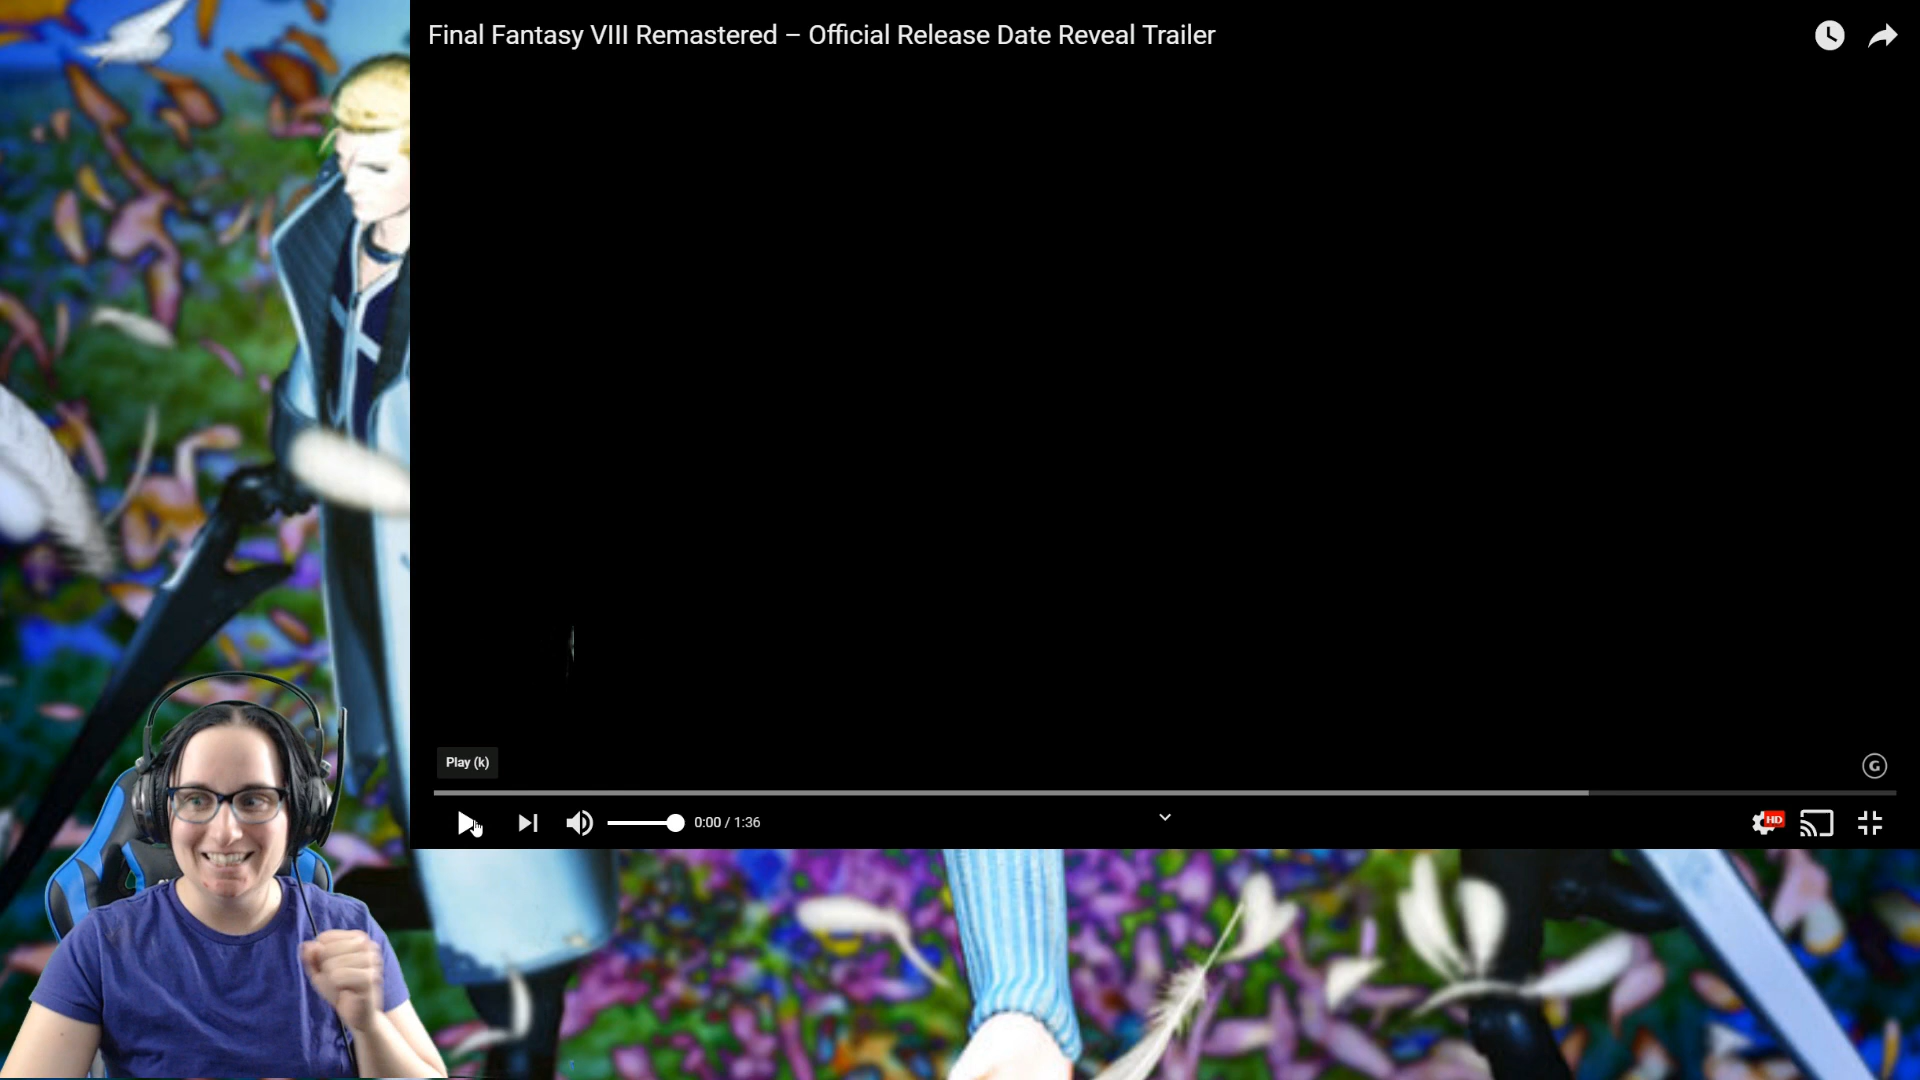 Final Fantasy VIII Remastered – Official Release Date Reveal Trailer
Play (k)
G
0:00 / 1:36
HD